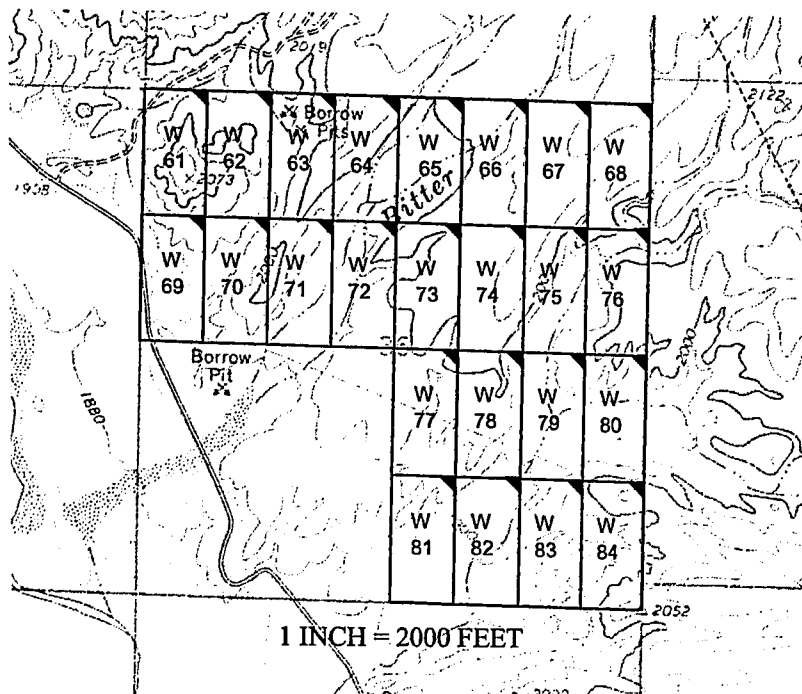 2019
2122
Borrow
Pits
W W W W W W W W
61 62 63 64 65 66 67 68
2073
1908
Bitter
W W W W W W W W
69 70 71 72 73 74 75 76
2000
Borrow
Pit
1880
W W W W
77 78 79 80
W W W W
81 82 83 84
2052
1 INCH = 2000 FEET